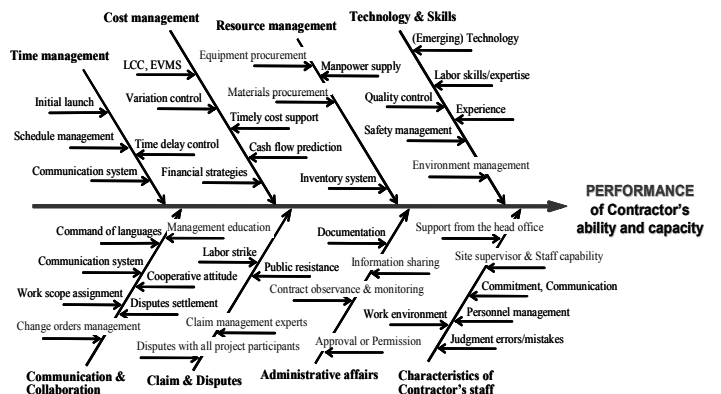 Cost management
Resource management
Technology & Skills
Time management
(Emerging) Technology
Equipment procurement
LCC, EVMS
Manpower supply
Labor skills/expertise
Initial launch
Variation control
Materials procurement
Quality control
Experience
Timely cost support
Schedule management
Time delay control
Safety management
Cash flow prediction
Communication system
Financial strategies
Inventory system
Environment management
PERFORMANCE
of Contractor's
ability and capacity
Command of languages
Management education
Documentation
Support from the head office
Labor strike
Communication system
Public resistance
Information sharing
Site supervisor & Staff capability
Cooperative attitude
Contract observance & monitoring
Commitment, Communication
Work scope assignment
Disputes settlement
Change orders management
Claim management experts
Work environment
Personnel management
Disputes with all project participants
Approval or Permission
Judgment errors/mistakes
Communication &
Collaboration
Claim & Disputes
Administrative affairs
Characteristics of
Contractor's staff